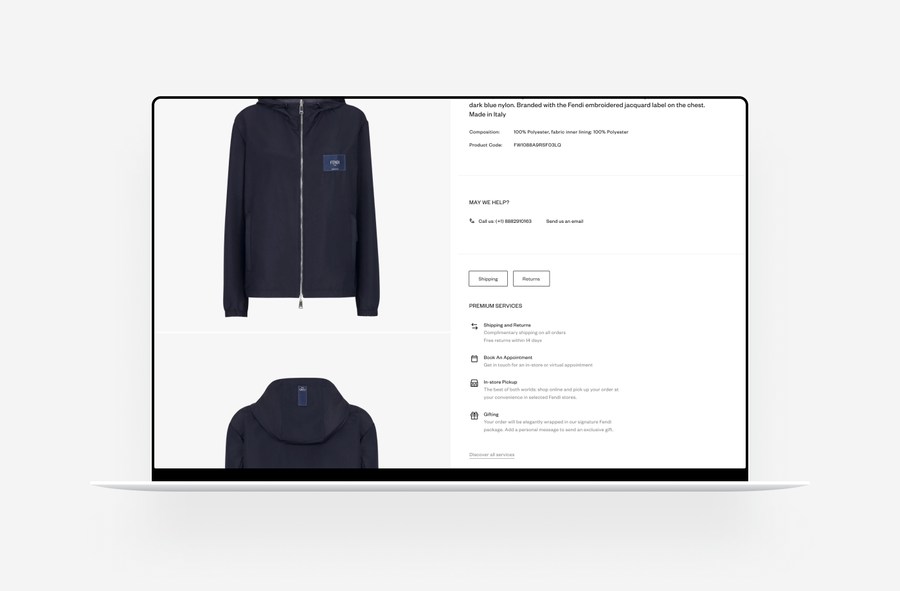 dark blue nylon. Branded with the Fendi embroidered jacquard label on the chest.
Made in Italy
Composition: 100% Polyester, fabric inner lining: 100% Polyester
Product Code:
MAY WE HELP?
Call us: (+1) 8882910163 Send us an email
Shipping Returns
PREMIUM SERVICES
Shipping and Returns
Complimentary shipping on all orders
Free returns within 14 days
Book An Appointment
Get in touch for an in-store or virtual appointment
In-store Pickup
The best of both worlds: shop online and pick up your order at
your convenience in selected Fendi stores.
Gifting
Your order will be elegantly wrapped in our signature Fendi
package. Add a personal message to send an exclusive gift.
Discover all services